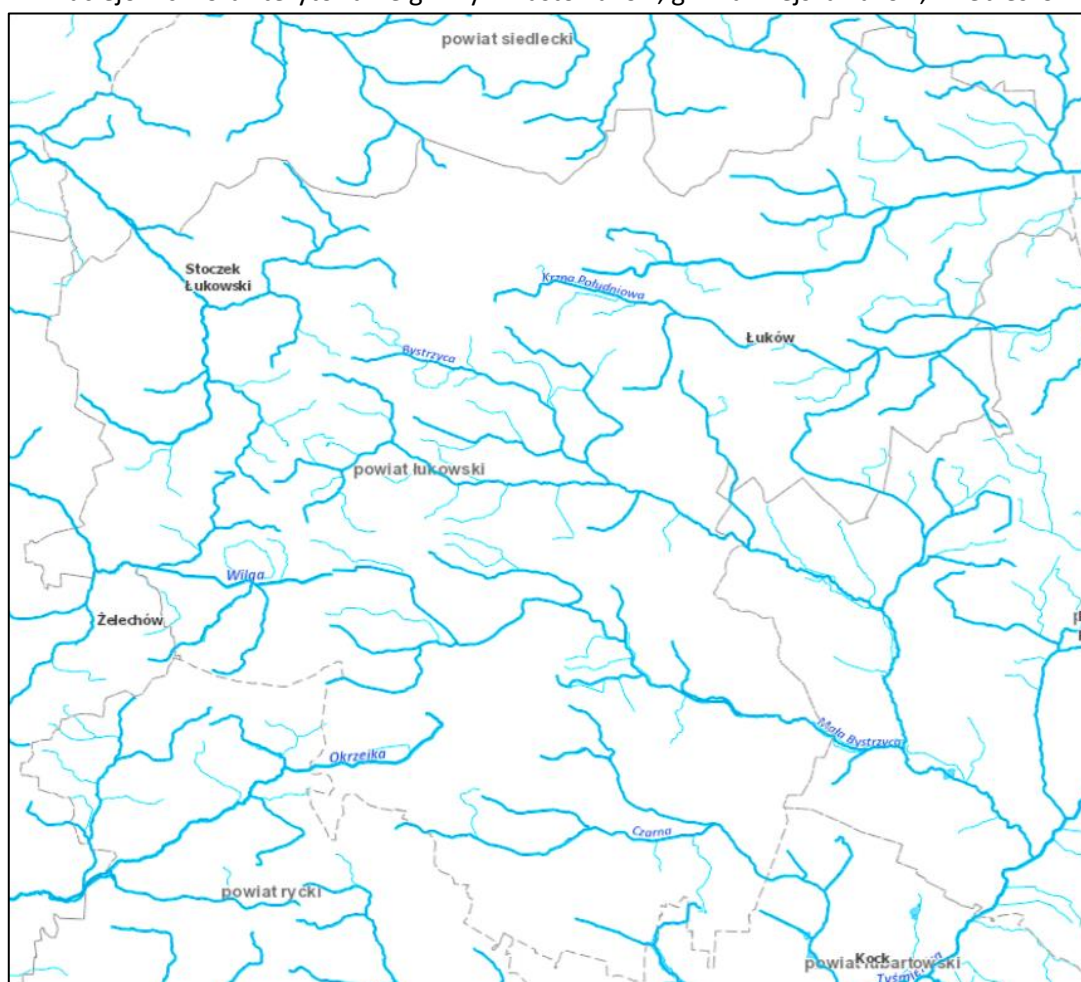 powiat siedlecki
Stoczek
Łukowski
Krzna Południowa
Łuków
Bystrzyca
powiat łukowski
Wilga
Żelechów
Mała Bystrzyca
Okrzejka
Czarna
powiat rycki
Kock
powiat lubartowski